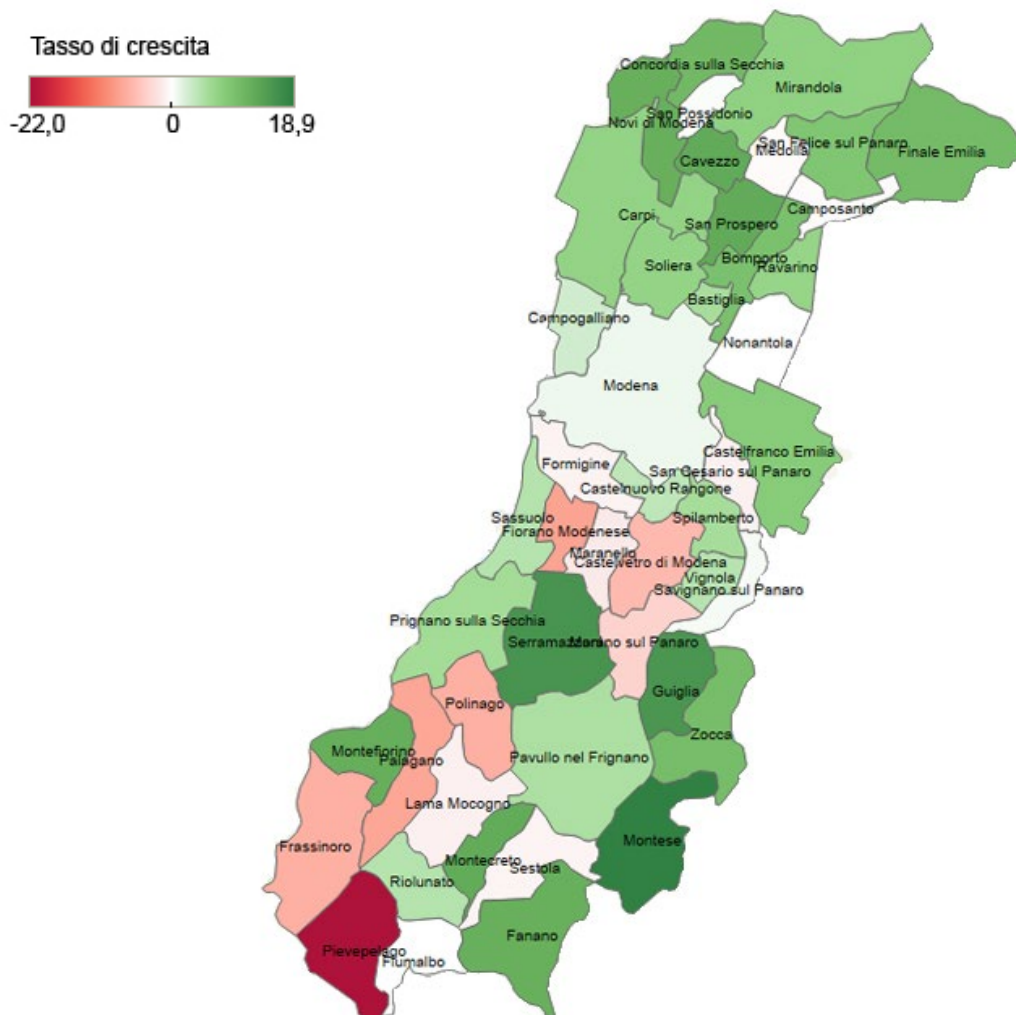 Tasso di crescita
-22,0 0 18,9
Concordia sulla Secchia
Mirandola
San Possidonio
Novi di Modena
San Felice sul Panaro
Medolla
Finale Emilia
Cavezzo
Camposanto
Carpi
San Prospero
Bomporto
Soliera
Ravarino
Bastiglia
Campogalliano
Nonantola
Modena
Castelfranco Emilia
Formigine
San Cesario sul Panaro
Castelnuovo Rangone
Sassuolo
Spilamberto
Fiorano Modenese
Maranello
Castelvetro di Modena
Vignola
Savignano sul Panaro
Prignano sulla Secchia
Serramazzoni
Marano sul Panaro
Guiglia
Polinago
Zocca
Montefiorino
Pavullo nel Frignano
Palagano
Lama Mocogno
Montese
Frassinoro
Montecreto
Sestola
Riolunato
Fanano
Pievepelago
Fiumalbo